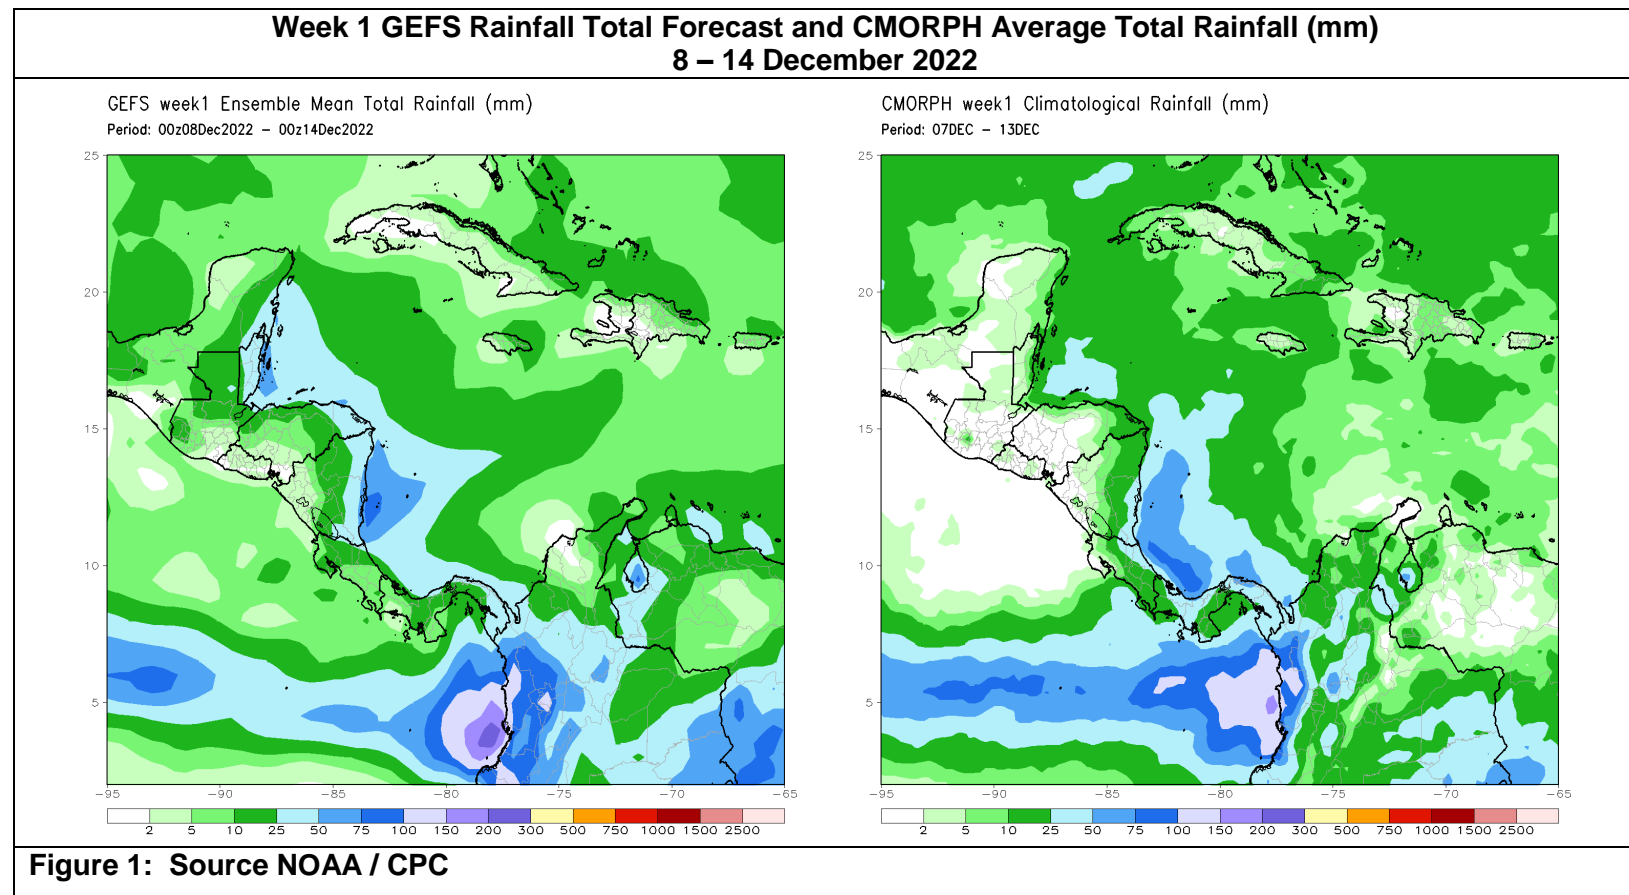 Week 1 GEFS Rainfall Total Forecast and CMORPH Average Total Rainfall (mm)
8 – 14 December 2022
GEFS week1 Ensemble Mean Total Rainfall (mm)
Period: 00z08Dec2022 – 00z14Dec2022
25
20
15
10
5
−95 −90 −85 −80 −75 −70 −65
2 5 10 25 50 75 100 150 200 300 500 750 1000 1500 2500
CMORPH week1 Climatological Rainfall (mm)
Period: 07DEC – 13DEC
25
20
15
10
5
−95 −90 −85 −80 −75 −70 −65
2 5 10 25 50 75 100 150 200 300 500 750 1000 1500 2500
Figure 1: Source NOAA / CPC